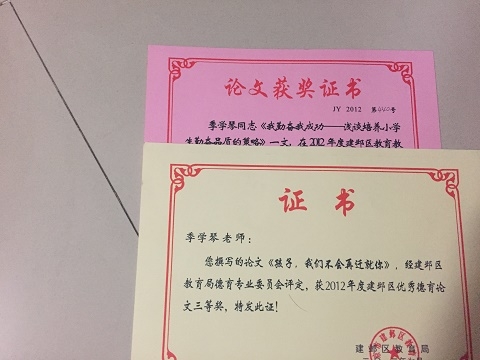 论文获奖证书
JY 2012 第 号
季学琴同志《我勤奋我成功——浅谈培养小学
生勤奋品质的策略》一文，在2012年度建邺区教育教
证 书
季学琴老师：
您撰写的论文《孩子，我们不会再迁就你》，经建邺区
教育局德育专业委员会评定，获2012年度建邺区优秀德育论
文三等奖，特发此证！
建邺区教育局